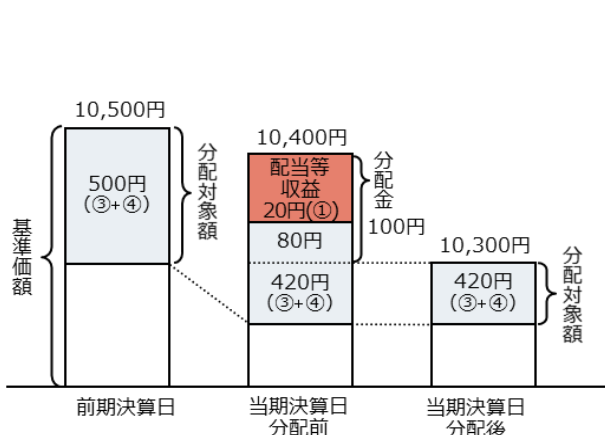 10,500円
500円
(③+④)
分配対象額
基準価額
前期決算日
10,400円
配当等
収益
20円(①)
80円
420円
(③+④)
分配金
100円
当期決算日
分配前
10,300円
420円
(③+④)
分配対象額
当期決算日
分配後